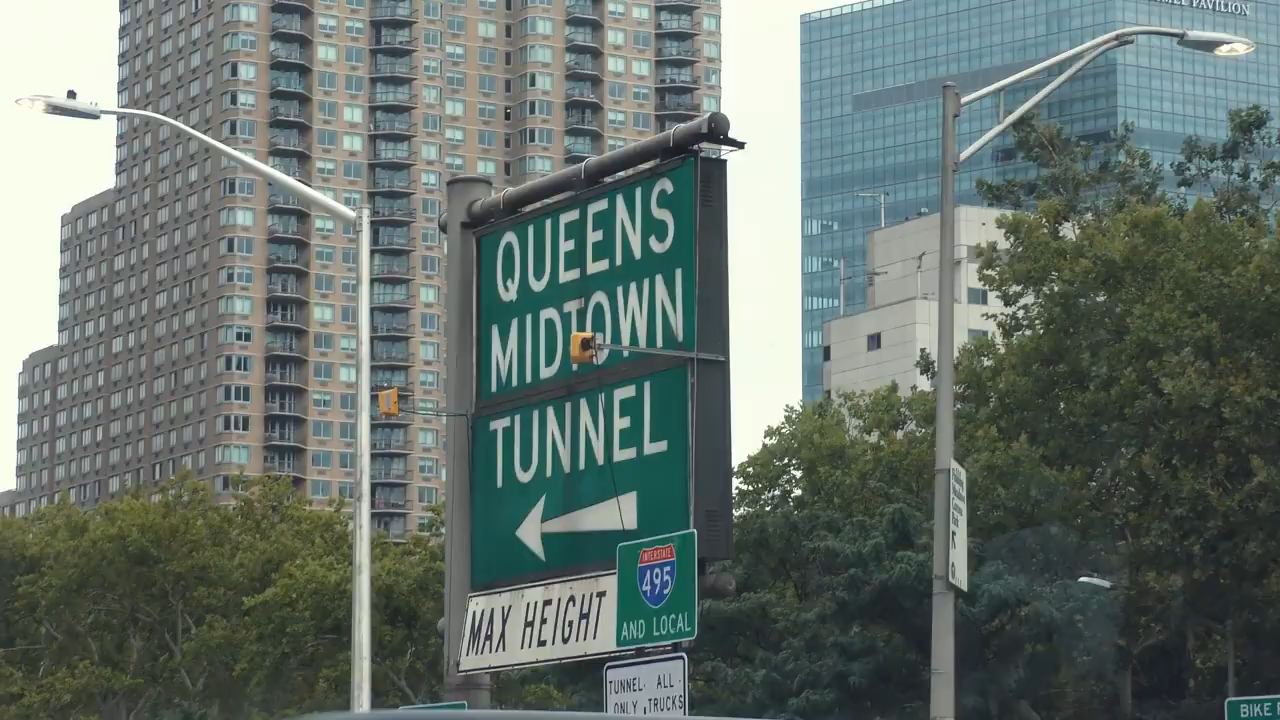 PAVILION
QUEENS
MIDTOWN
TUNNEL
INTERSTATE
495
AND LOCAL
MAX HEIGHT
TUNNEL ALL
ONLY TRUCKS
BIKE